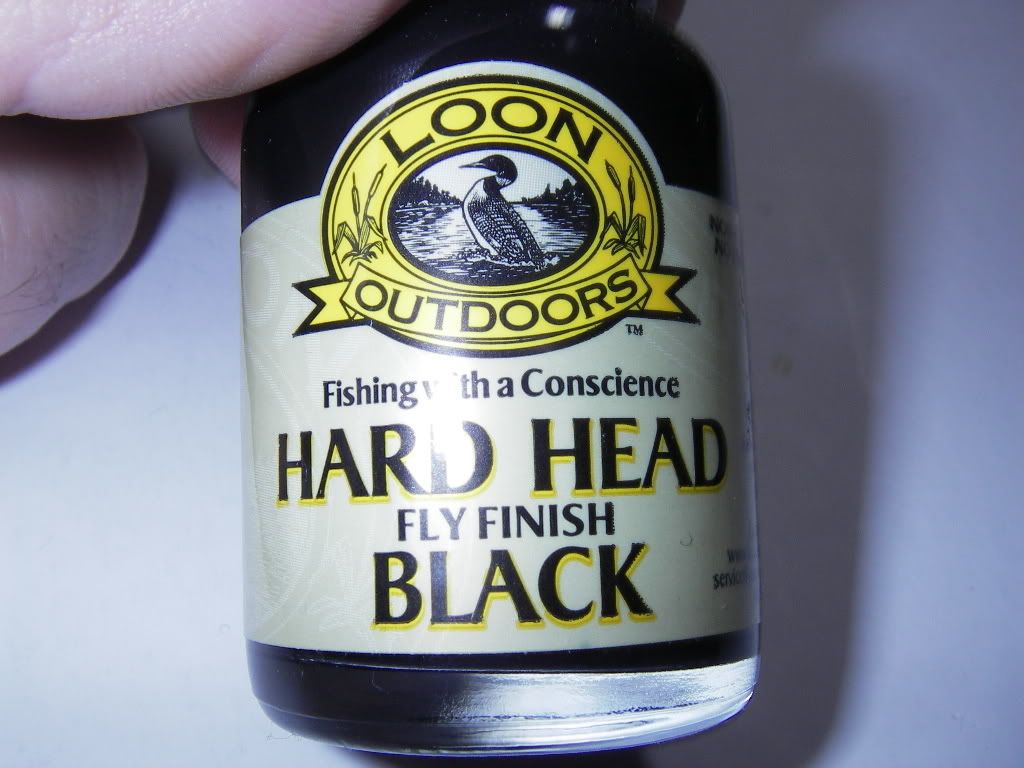 LOON
OUTDOORS
TM
Fishing with a Conscience
HARD HEAD
FLY FINISH
BLACK